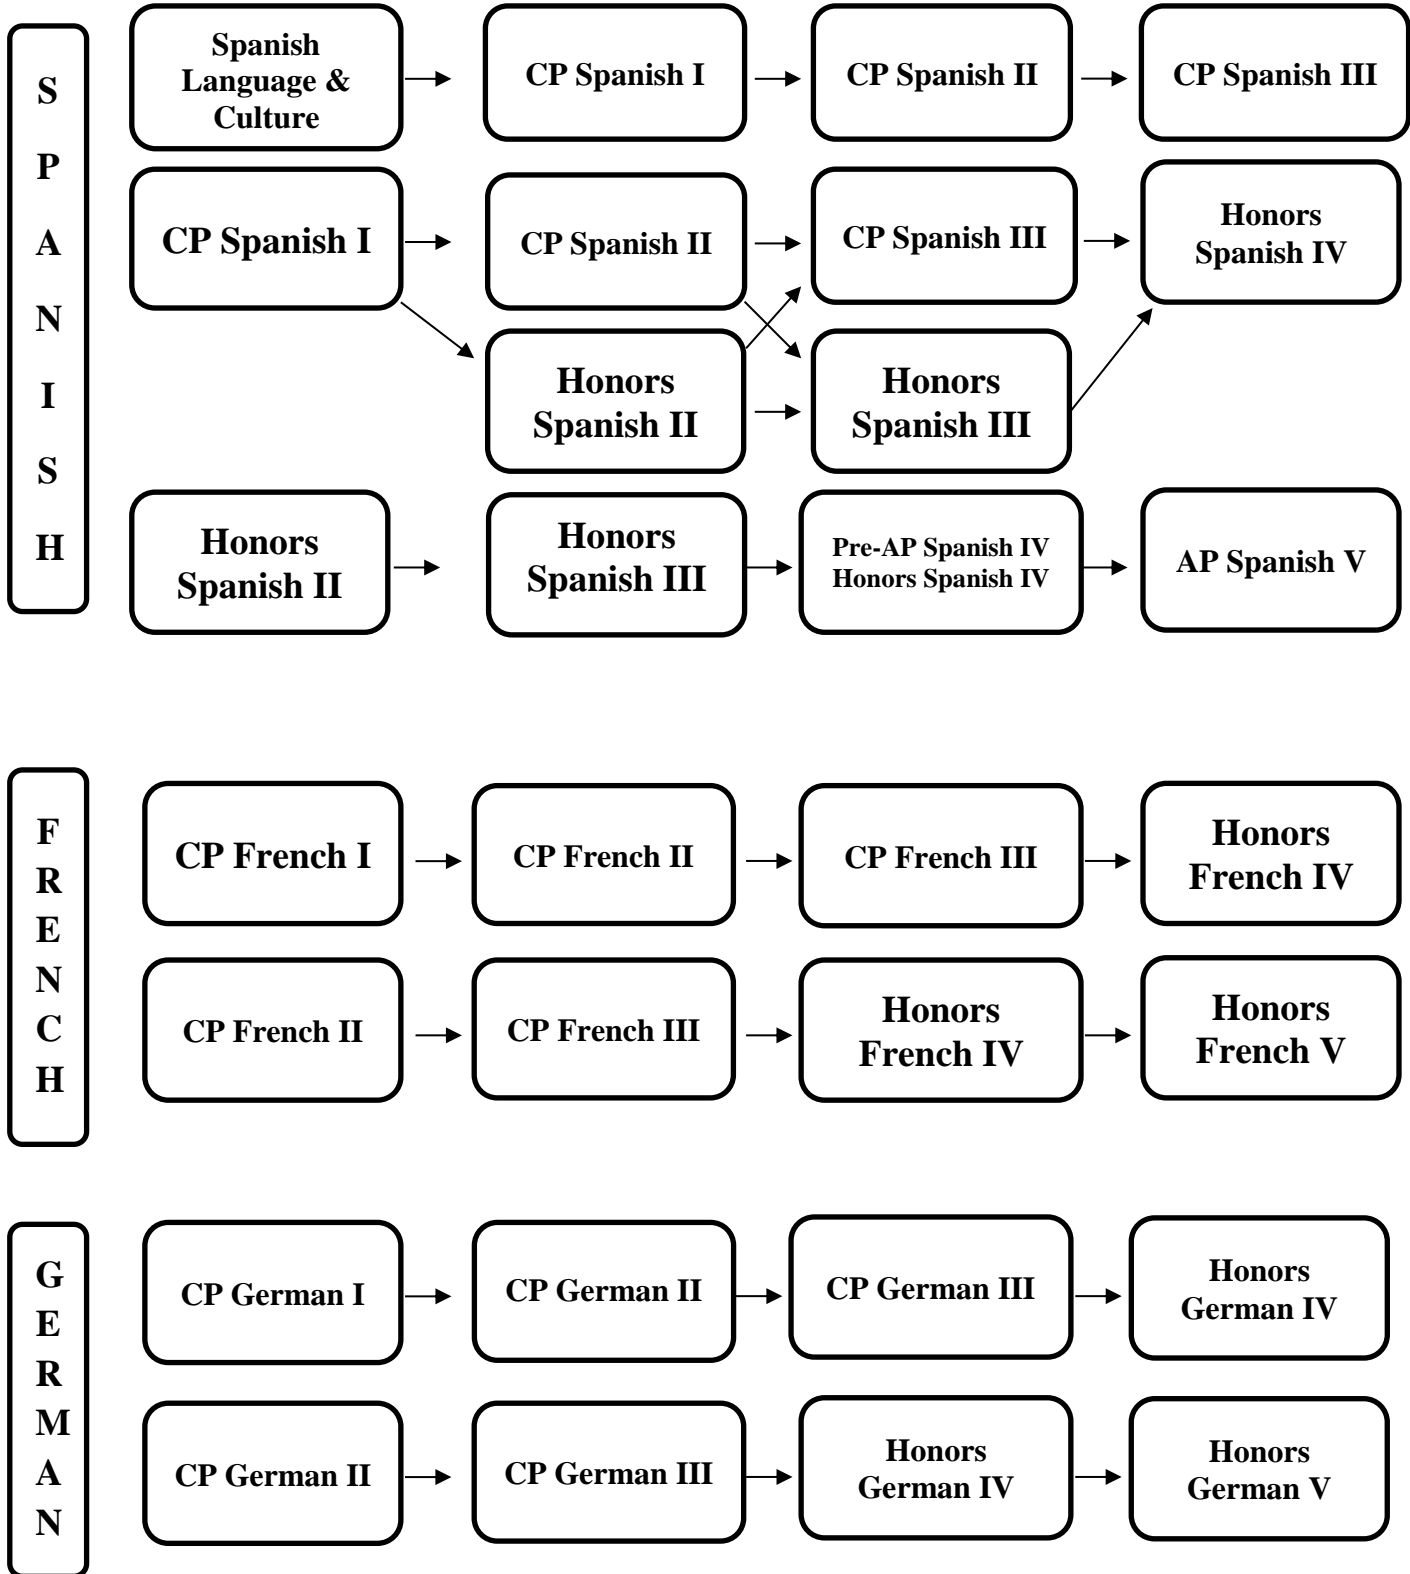 SPANISH
Spanish
Language &
Culture
CP Spanish I
CP Spanish II
CP Spanish III
CP Spanish I
CP Spanish II
CP Spanish III
Honors
Spanish IV
Honors
Spanish II
Honors
Spanish III
Honors
Spanish II
Honors
Spanish III
Pre-AP Spanish IV
Honors Spanish IV
AP Spanish V
FRENCH
CP French I
CP French II
CP French III
Honors
French IV
CP French II
CP French III
Honors
French IV
Honors
French V
GERMAN
CP German I
CP German II
CP German III
Honors
German IV
CP German II
CP German III
Honors
German IV
Honors
German V